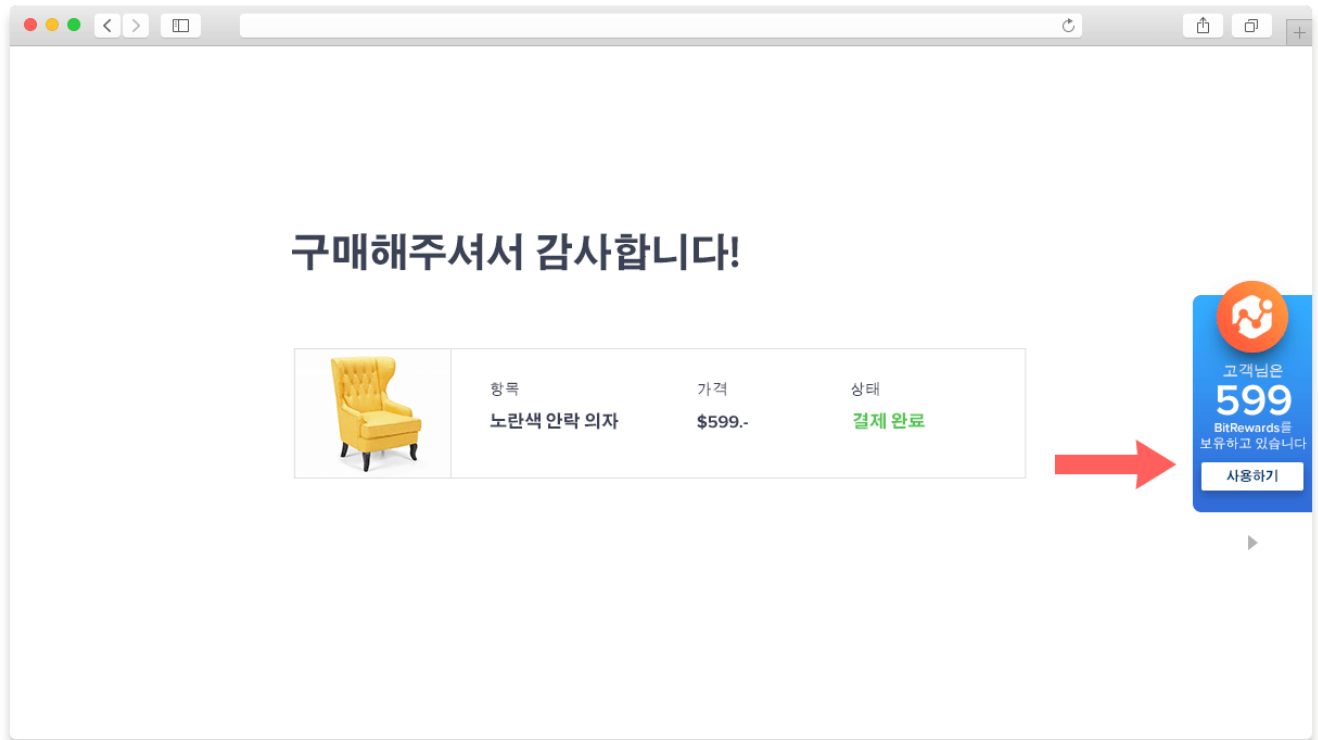 구매해주셔서 감사합니다!
항목
가격
상태
노란색 안락 의자
$599.-
결제 완료
고객님은
599
BitRewards를
보유하고 있습니다
사용하기